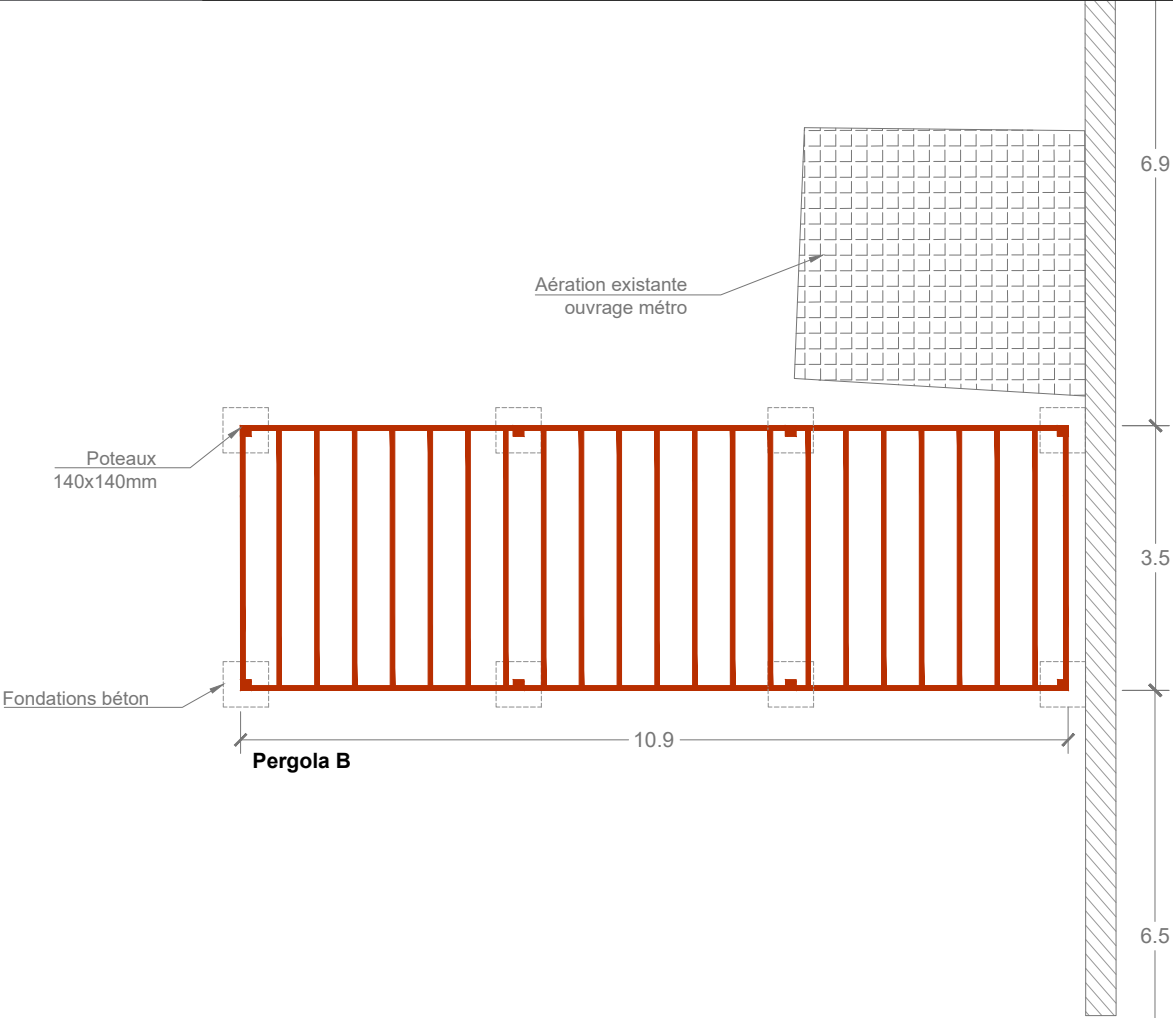 6.9
Aération existante
ouvrage métro
Poteaux
140x140mm
3.5
Fondations béton
10.9
Pergola B
6.5